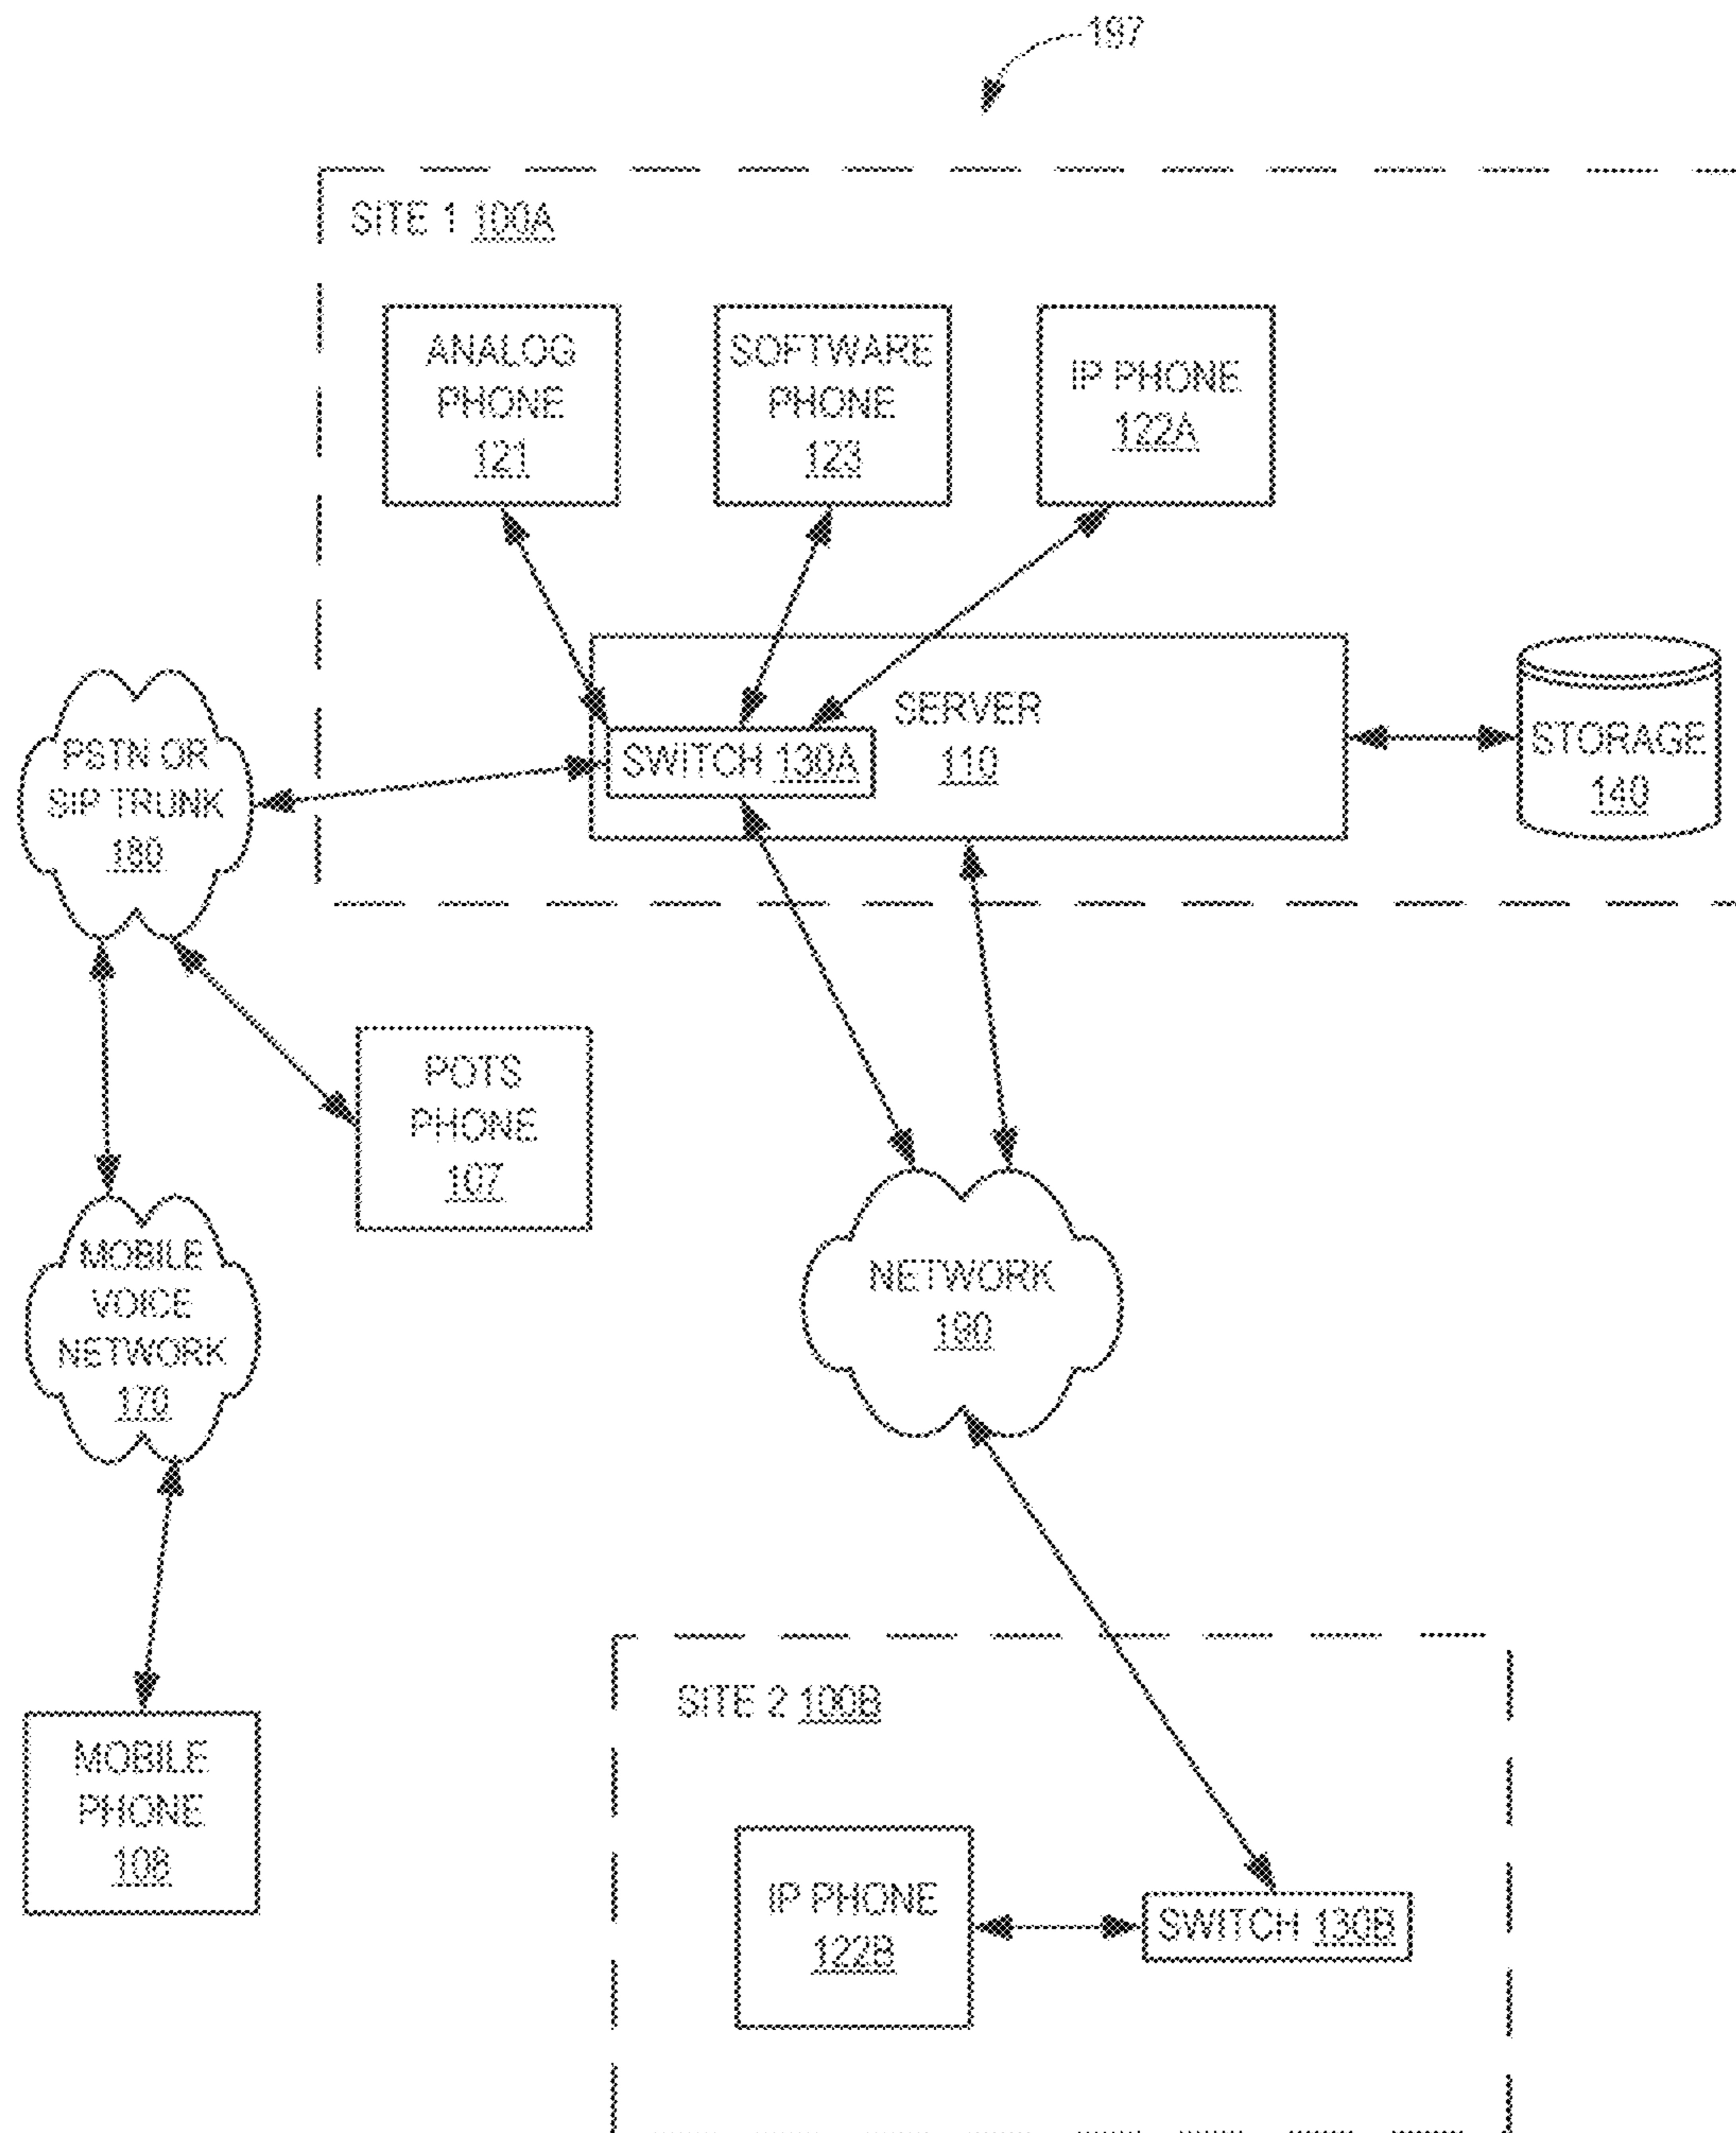 197
SITE 1 100A
ANALOG
PHONE
121
SOFTWARE
PHONE
123
IP PHONE
122A
SERVER
110
SWITCH 130A
STORAGE
140
PSTN OR
SIP TRUNK
180
POTS
PHONE
107
MOBILE
VOICE
NETWORK
170
NETWORK
190
MOBILE
PHONE
108
SITE 2 100B
IP PHONE
122B
SWITCH 130B